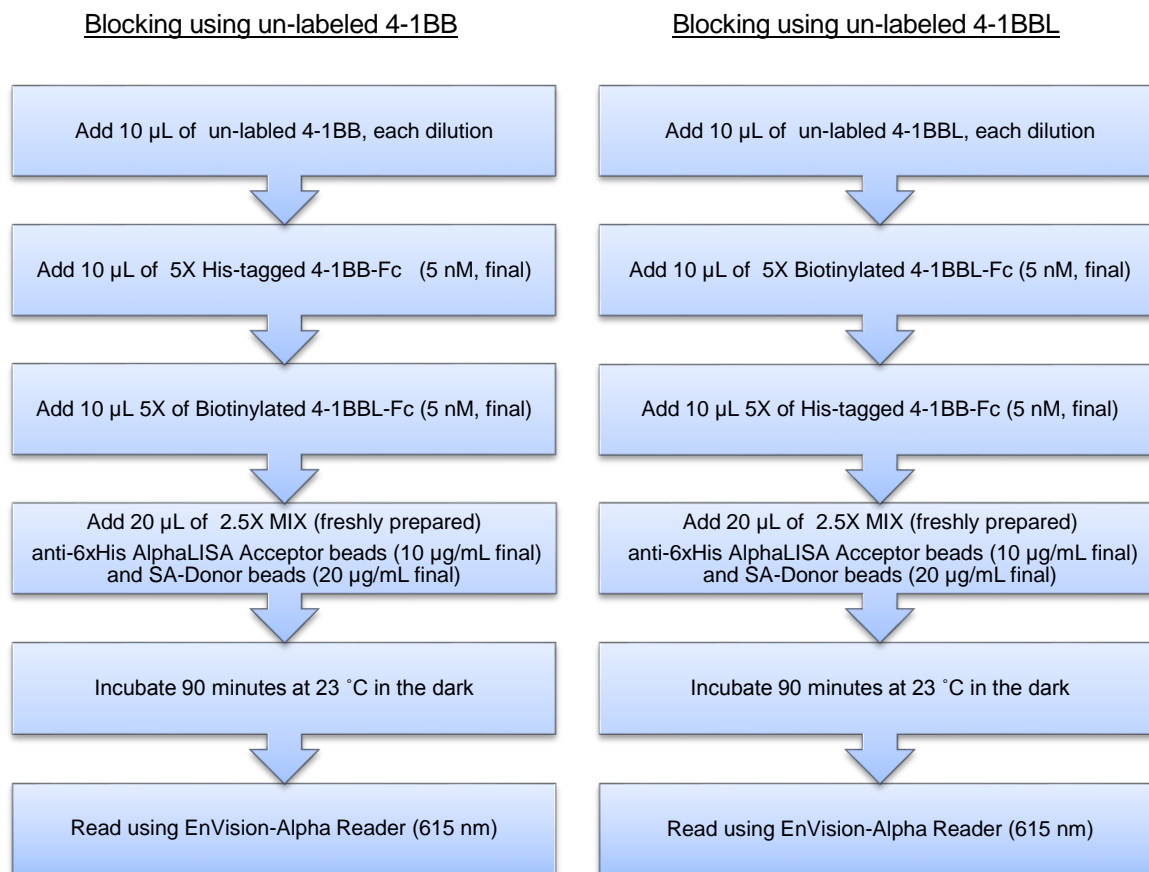 Blocking using un-labeled 4-1BB
Add 10 µL of un-labled 4-1BB, each dilution
Add 10 µL of 5X His-tagged 4-1BB-Fc (5 nM, final)
Add 10 µL 5X of Biotinylated 4-1BBL-Fc (5 nM, final)
Add 20 µL of 2.5X MIX (freshly prepared)
anti-6xHis AlphaLISA Acceptor beads (10 µg/mL final)
and SA-Donor beads (20 µg/mL final)
Incubate 90 minutes at 23 ˚C in the dark
Read using EnVision-Alpha Reader (615 nm)
Blocking using un-labeled 4-1BBL
Add 10 µL of un-labled 4-1BBL, each dilution
Add 10 µL of 5X Biotinylated 4-1BBL-Fc (5 nM, final)
Add 10 µL 5X of His-tagged 4-1BB-Fc (5 nM, final)
Add 20 µL of 2.5X MIX (freshly prepared)
anti-6xHis AlphaLISA Acceptor beads (10 µg/mL final)
and SA-Donor beads (20 µg/mL final)
Incubate 90 minutes at 23 ˚C in the dark
Read using EnVision-Alpha Reader (615 nm)